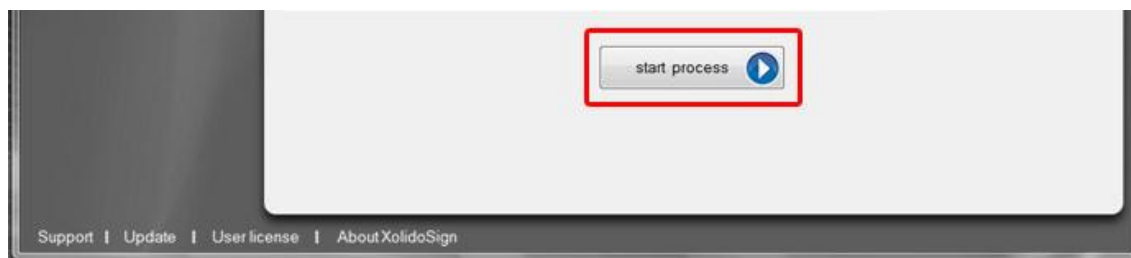 start process
Support | Update | User license | About XolidoSign